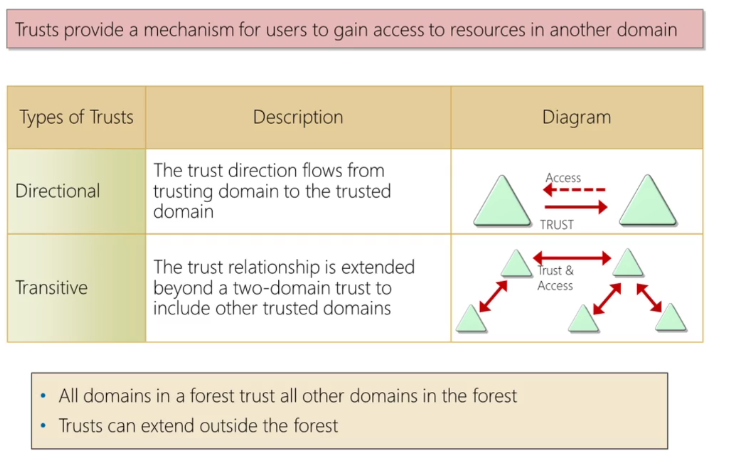 Trusts provide a mechanism for users to gain access to resources in another domain
Types of Trusts
Description
Diagram
Directional
The trust direction flows from
trusting domain to the trusted
domain
Access
TRUST
Transitive
The trust relationship is extended
beyond a two-domain trust to
include other trusted domains
Trust &
Access
• All domains in a forest trust all other domains in the forest
• Trusts can extend outside the forest